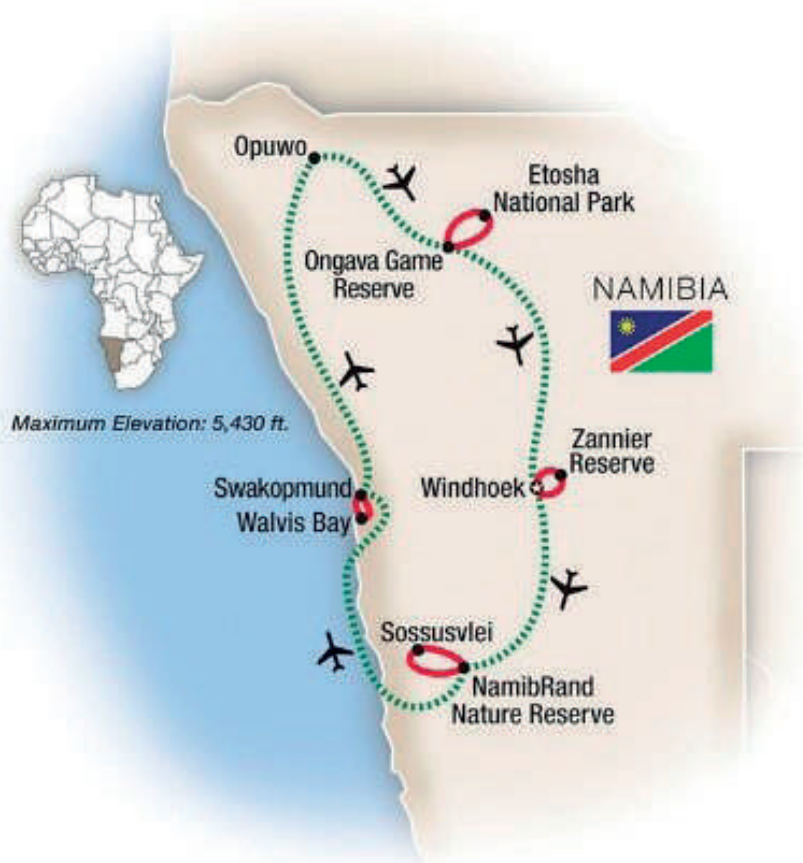 Opuwo
Etosha
National Park
Ongava Game
Reserve
NAMIBIA
Maximum Elevation: 5,430 ft.
Zannier
Reserve
Swakopmund
Windhoek
Walvis Bay
Sossusvlei
NamibRand
Nature Reserve